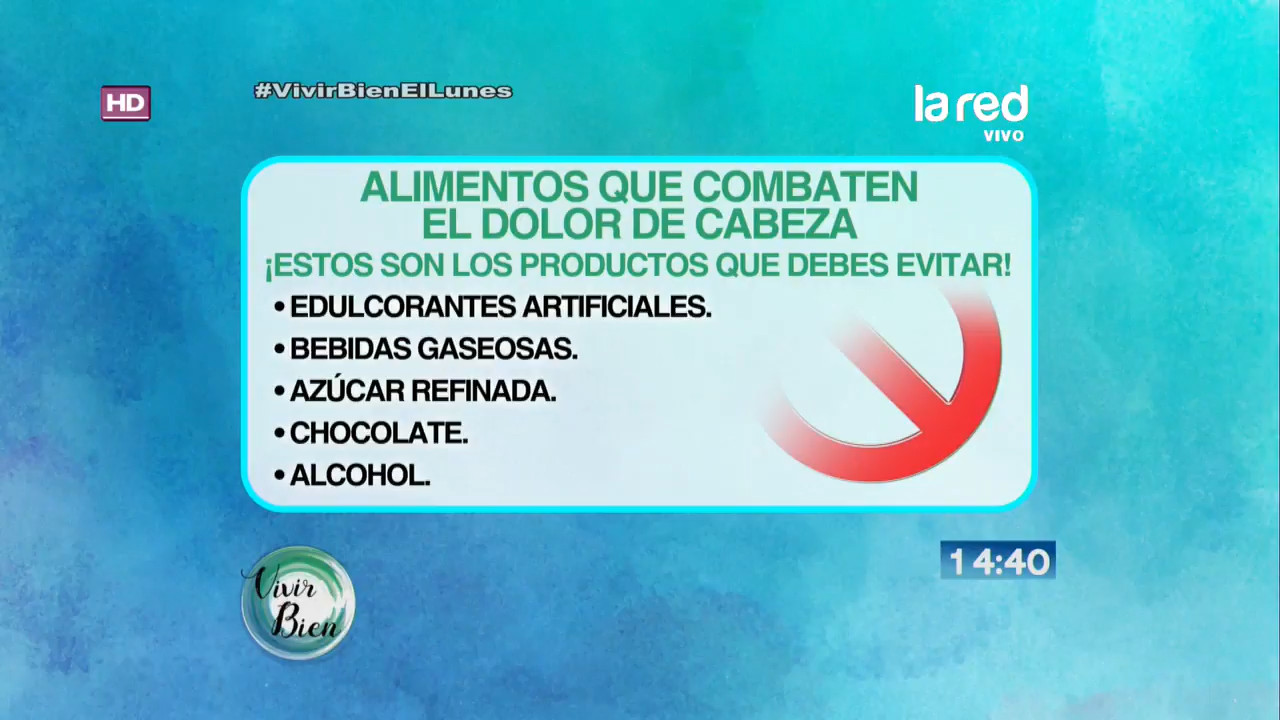 HD
#VivirBienElLunes
la red
VIVO
ALIMENTOS QUE COMBATEN
EL DOLOR DE CABEZA
¡ESTOS SON LOS PRODUCTOS QUE DEBES EVITAR!
• EDULCORANTES ARTIFICIALES.
• BEBIDAS GASEOSAS.
• AZÚCAR REFINADA.
• CHOCOLATE.
• ALCOHOL.
14:40
Vivir
Bien